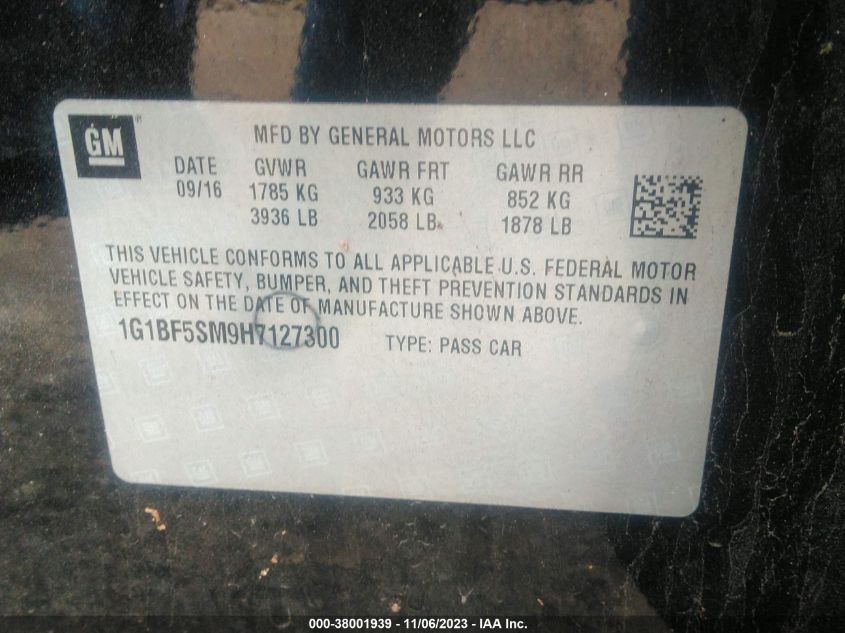 GM ®
MFD BY GENERAL MOTORS LLC
DATE GVWR GAWR FRT GAWR RR
09/16 1785 KG 933 KG 852 KG
3936 LB 2058 LB 1878 LB
THIS VEHICLE CONFORMS TO ALL APPLICABLE U.S. FEDERAL MOTOR
VEHICLE SAFETY, BUMPER, AND THEFT PREVENTION STANDARDS IN
EFFECT ON THE DATE OF MANUFACTURE SHOWN ABOVE.
1G1BF5SM9H7127300 TYPE: PASS CAR
000-38001939 - 11/06/2023 - IAA Inc.